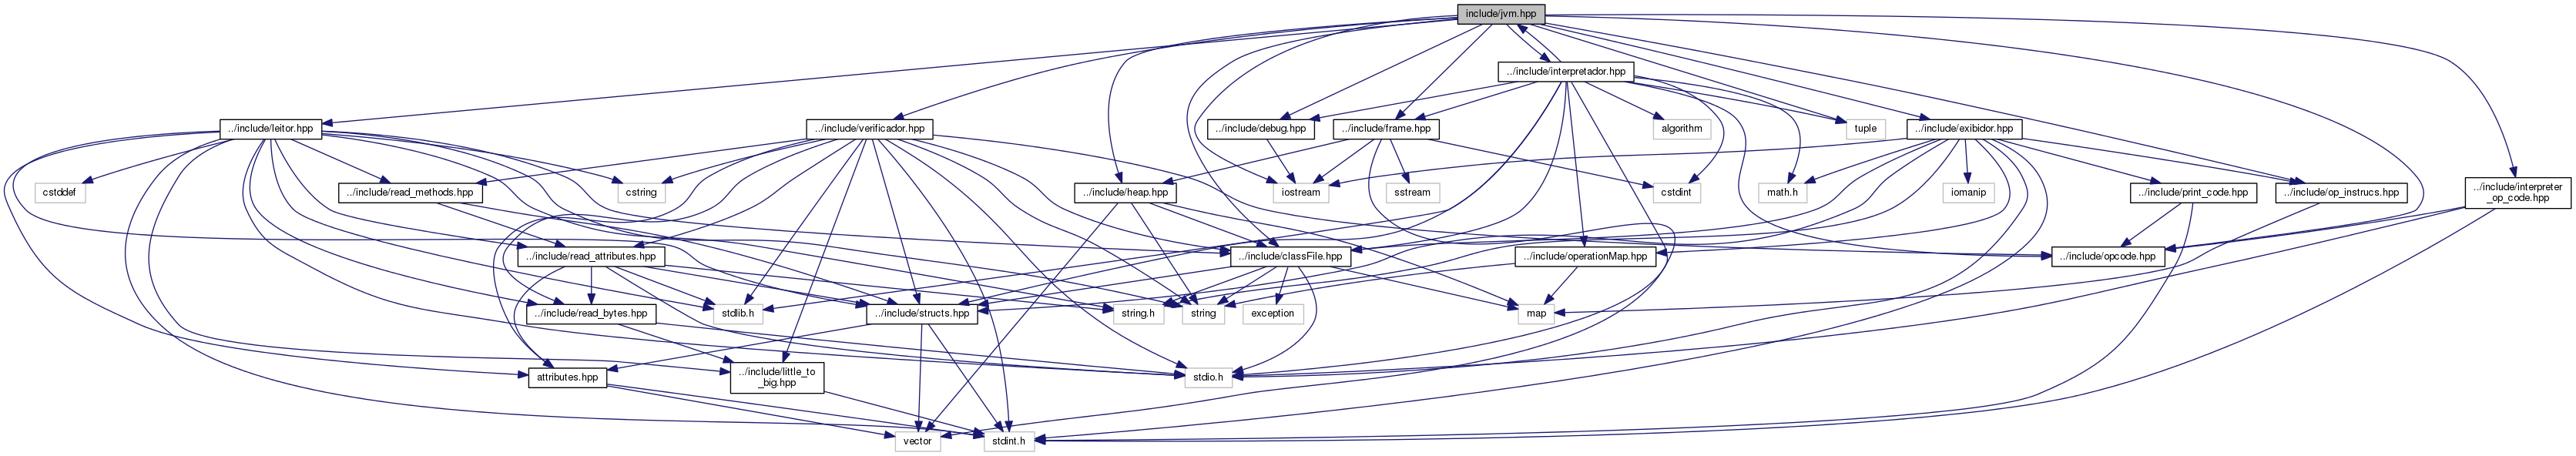 include/jvm.hpp
../include/interpretador.hpp
../include/leitor.hpp
../include/verificador.hpp
../include/debug.hpp
../include/frame.hpp
algorithm
tuple
../include/exibidor.hpp
cstddef
../include/read_methods.hpp
cstring
../include/heap.hpp
iostream
sstream
cstdint
math.h
iomanip
../include/print_code.hpp
../include/op_instrucs.hpp
../include/interpreter
_op_code.hpp
../include/read_attributes.hpp
../include/classFile.hpp
../include/operationMap.hpp
../include/opcode.hpp
../include/read_bytes.hpp
stdlib.h
../include/structs.hpp
string.h
string
exception
map
attributes.hpp
../include/little_to
_big.hpp
stdio.h
vector
stdint.h